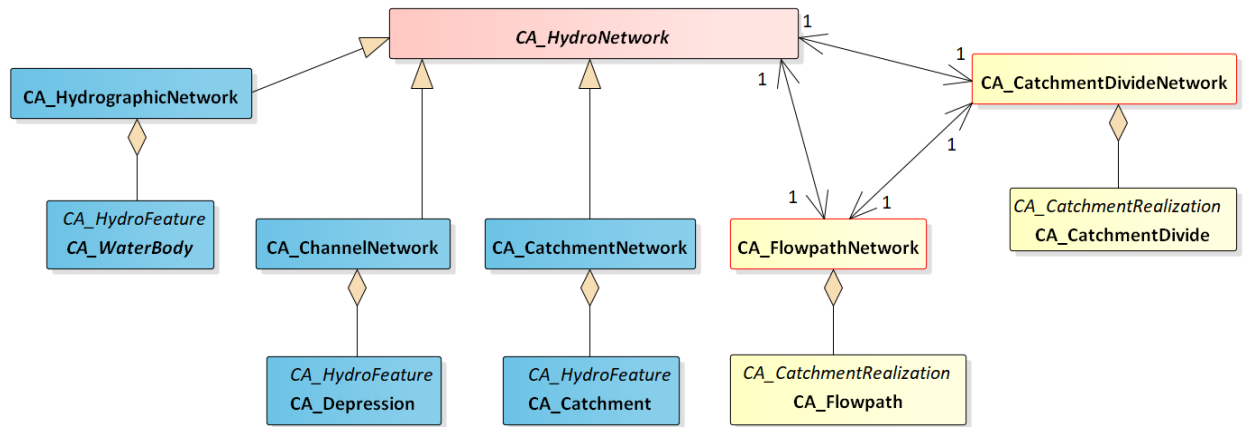 CA_HydroNetwork
1
1
1
CA_HydrographicNetwork
CA_CatchmentDivideNetwork
1
1
1
CA_HydroFeature
CA_WaterBody
CA_ChannelNetwork
CA_CatchmentNetwork
CA_FlowpathNetwork
CA_CatchmentRealization
CA_CatchmentDivide
CA_HydroFeature
CA_Depression
CA_HydroFeature
CA_Catchment
CA_CatchmentRealization
CA_Flowpath